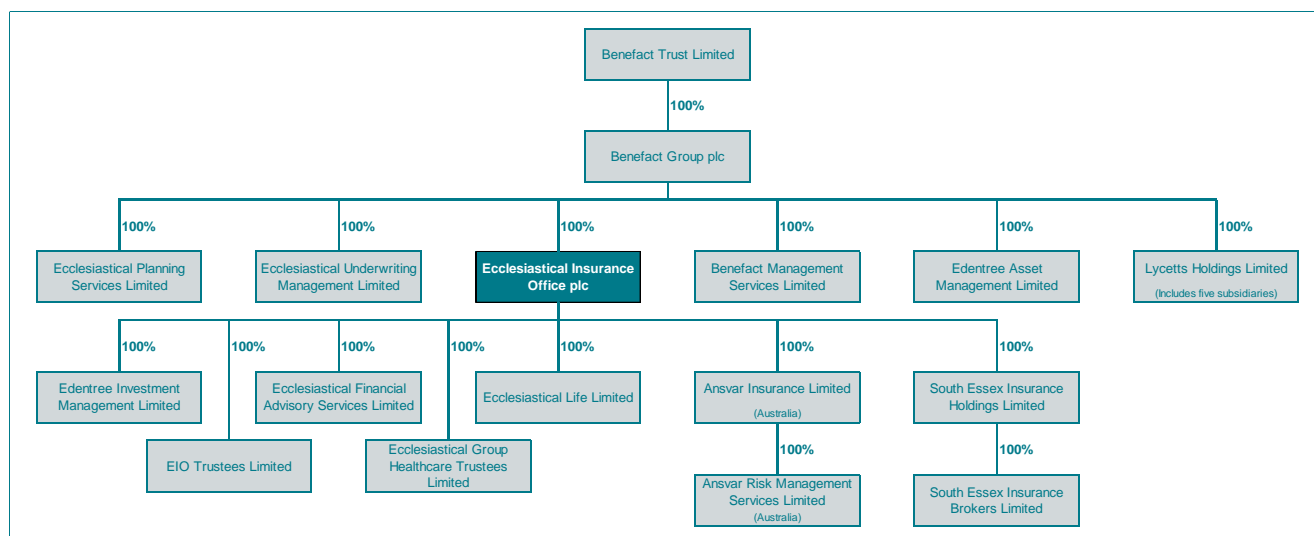 Benefact Trust Limited
100%
Benefact Group plc
100%
100%
100%
100%
100%
100%
Ecclesiastical Planning
Services Limited
Ecclesiastical Underwriting
Management Limited
Ecclesiastical Insurance
Office plc
Benefact Management
Services Limited
Edentree Asset
Management Limited
Lycetts Holdings Limited
(Includes five subsidiaries)
100%
100%
100%
100%
100%
100%
100%
Edentree Investment
Management Limited
Ecclesiastical Financial
Advisory Services Limited
Ecclesiastical Life Limited
Ansvar Insurance Limited
(Australia)
South Essex Insurance
Holdings Limited
EIO Trustees Limited
Ecclesiastical Group
Healthcare Trustees
Limited
100%
100%
Ansvar Risk Management
Services Limited
(Australia)
South Essex Insurance
Brokers Limited